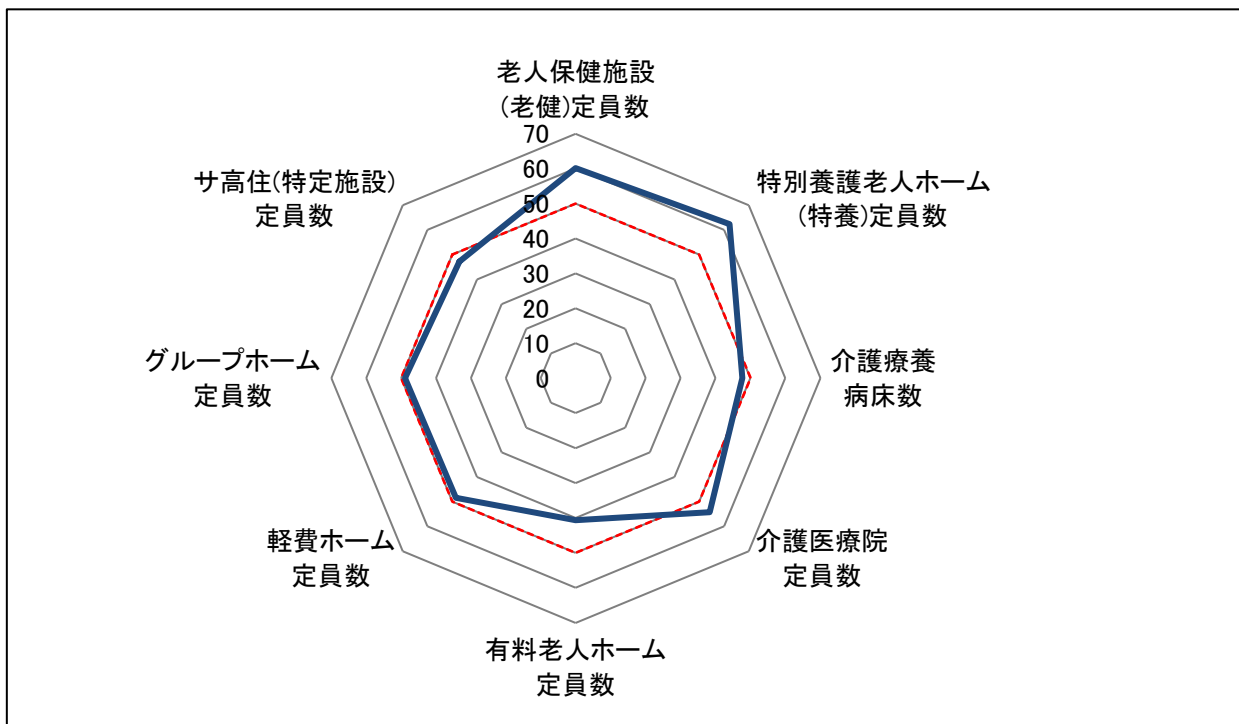 老人保健施設
(老健)定員数
特別養護老人ホーム
(特養)定員数
介護療養
病床数
介護医療院
定員数
有料老人ホーム
定員数
軽費ホーム
定員数
グループホーム
定員数
サ高住(特定施設)
定員数
70
60
50
40
30
20
10
0